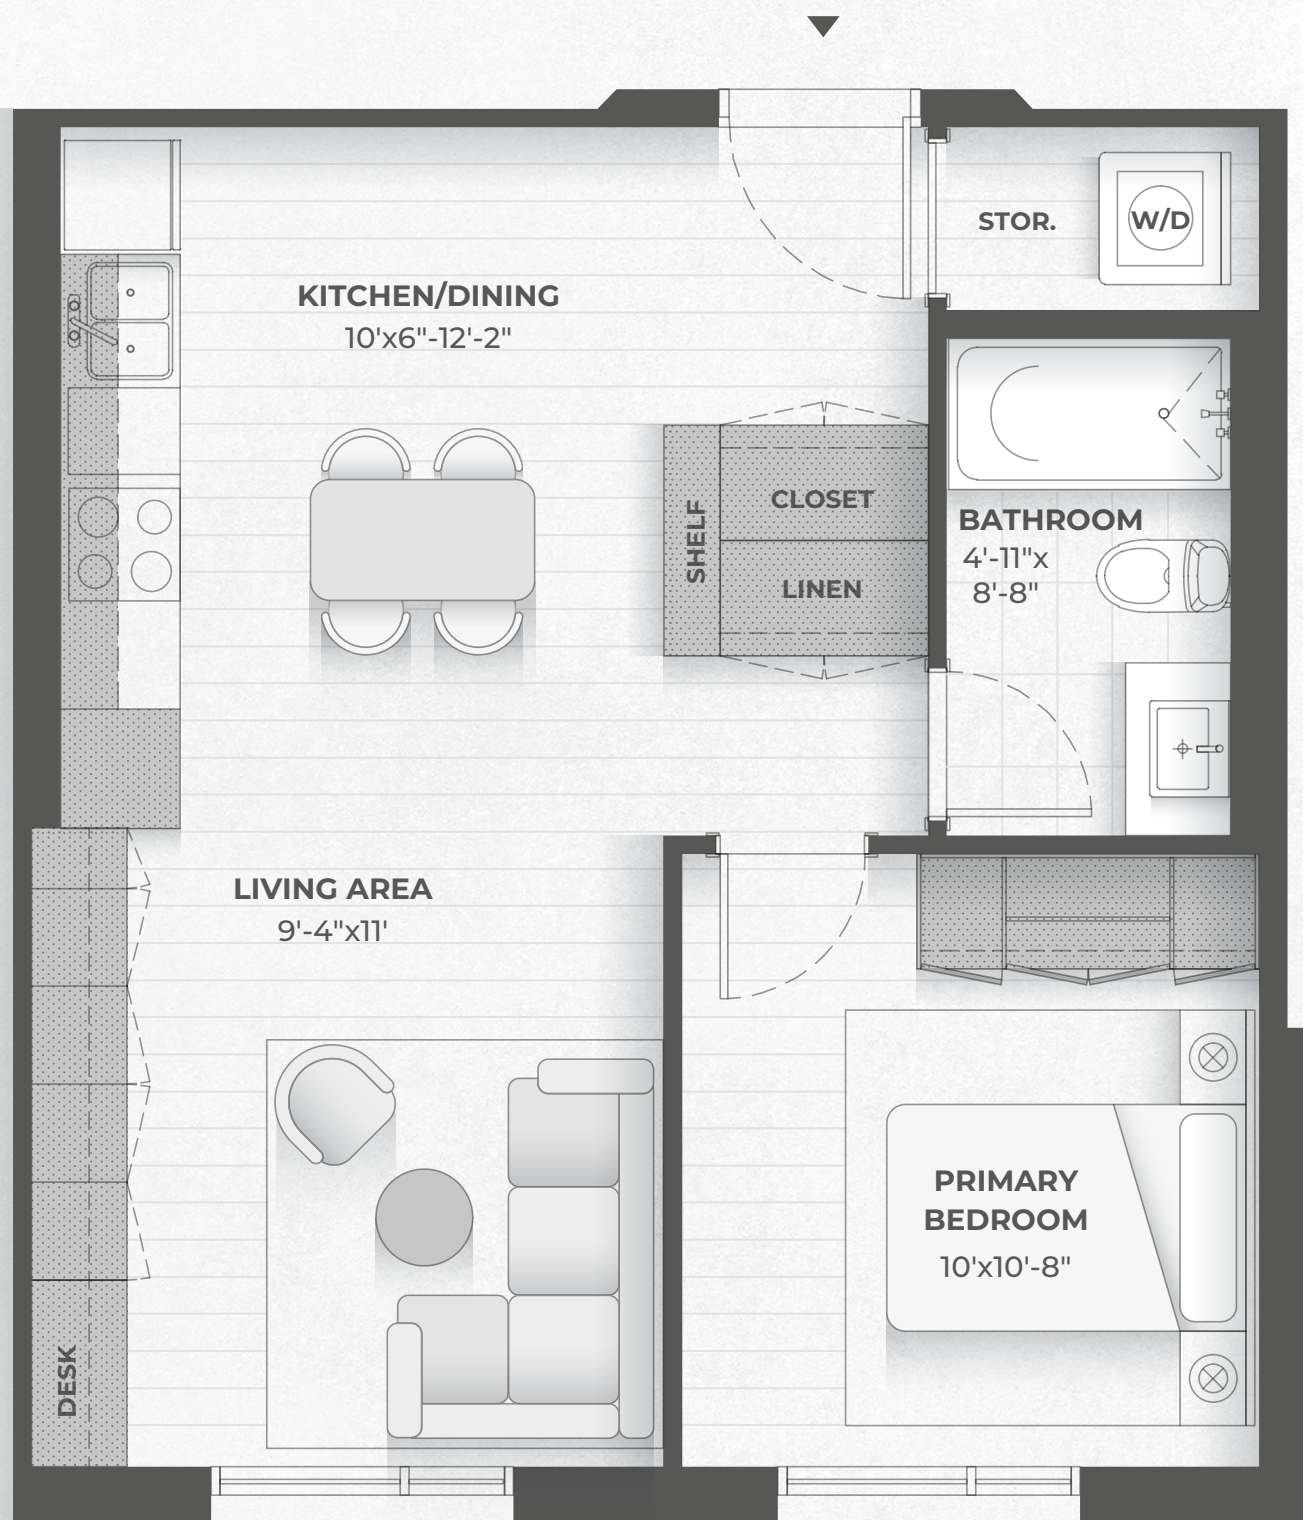 STOR.
W/D
KITCHEN/DINING
10'x6"-12'-2"
CLOSET
SHELF
LINEN
BATHROOM
4'-11"x
8'-8"
LIVING AREA
9'-4"x11'
PRIMARY
BEDROOM
10'x10'-8"
DESK